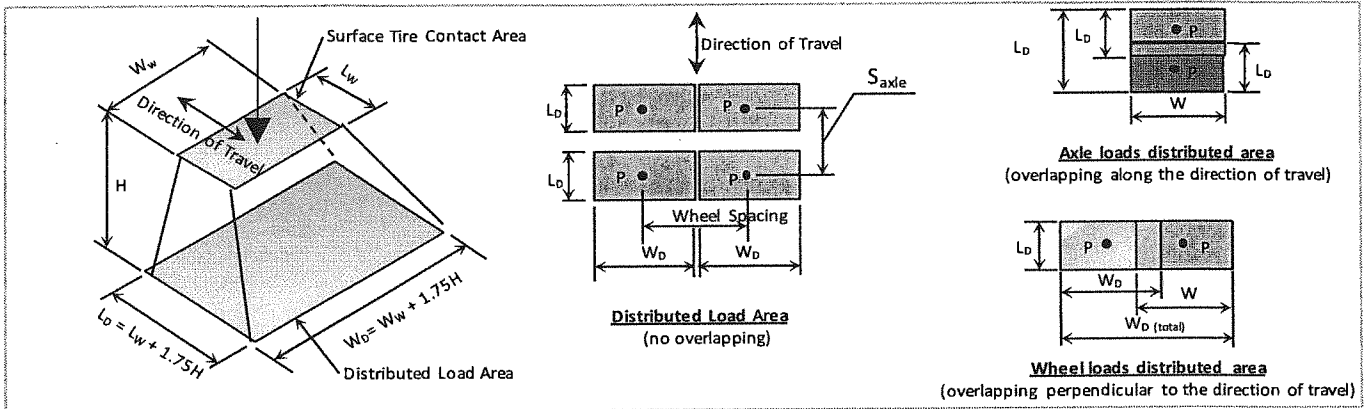 Surface Tire Contact Area
Ww
Lw
Direction of Travel
H
LD = LW + 1.75H
WD= WW + 1.75H
Distributed Load Area
Direction of Travel
Saxle
LD
P
P
LD
P
P
Wheel Spacing
WD
WD
Distributed Load Area
(no overlapping)
LD
LD
P
P
LD
W
Axle loads distributed area
(overlapping along the direction of travel)
LD
P
P
WD
W
WD (total)
Wheel loads distributed area
(overlapping perpendicular to the direction of travel)